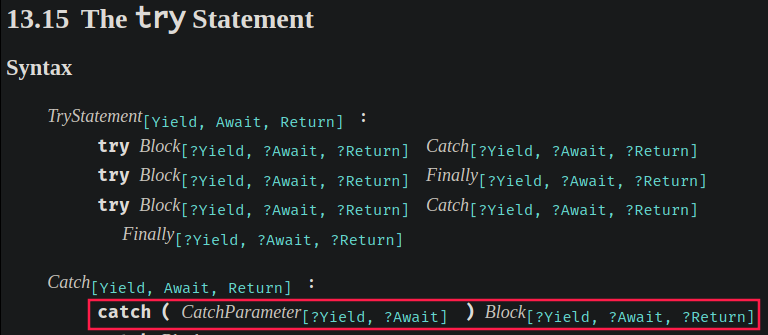 13.15 The try Statement
Syntax
TryStatement[Yield, Await, Return] :
try Block[?Yield, ?Await, ?Return] Catch[?Yield, ?Await, ?Return]
try Block[?Yield, ?Await, ?Return] Finally[?Yield, ?Await, ?Return]
try Block[?Yield, ?Await, ?Return] Catch[?Yield, ?Await, ?Return]
Finally[?Yield, ?Await, ?Return]
Catch[Yield, Await, Return] :
catch ( CatchParameter[?Yield, ?Await] ) Block[?Yield, ?Await, ?Return]